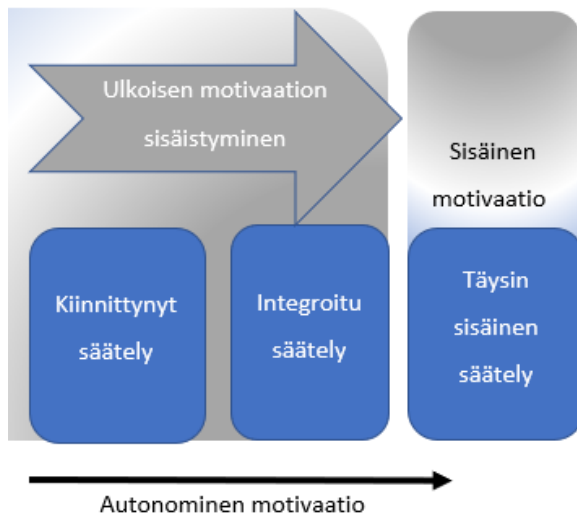 Ulkoisen motivaation
sisäistyminen
Sisäinen
motivaatio
Kiinnittynyt
säätely
Integroitu
säätely
Täysin
sisäinen
säätely
Autonominen motivaatio